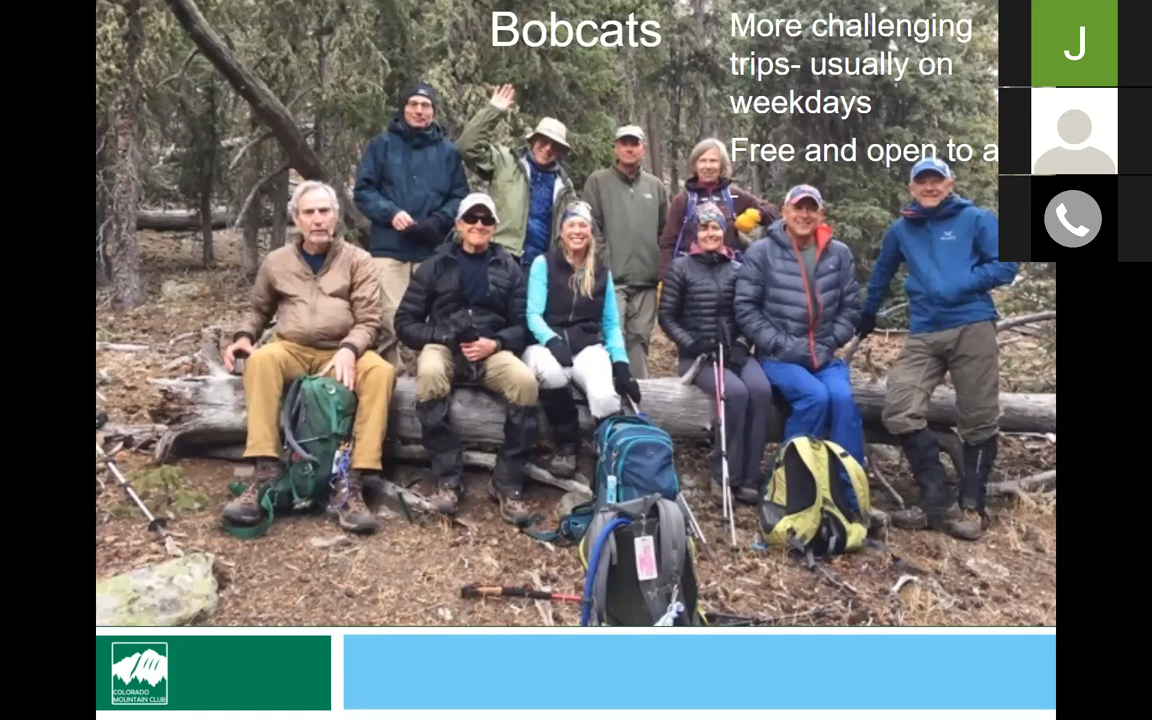 Bobcats
More challenging
trips- usually on
weekdays
Free and open to a
J
COLORADO
MOUNTAIN CLUB